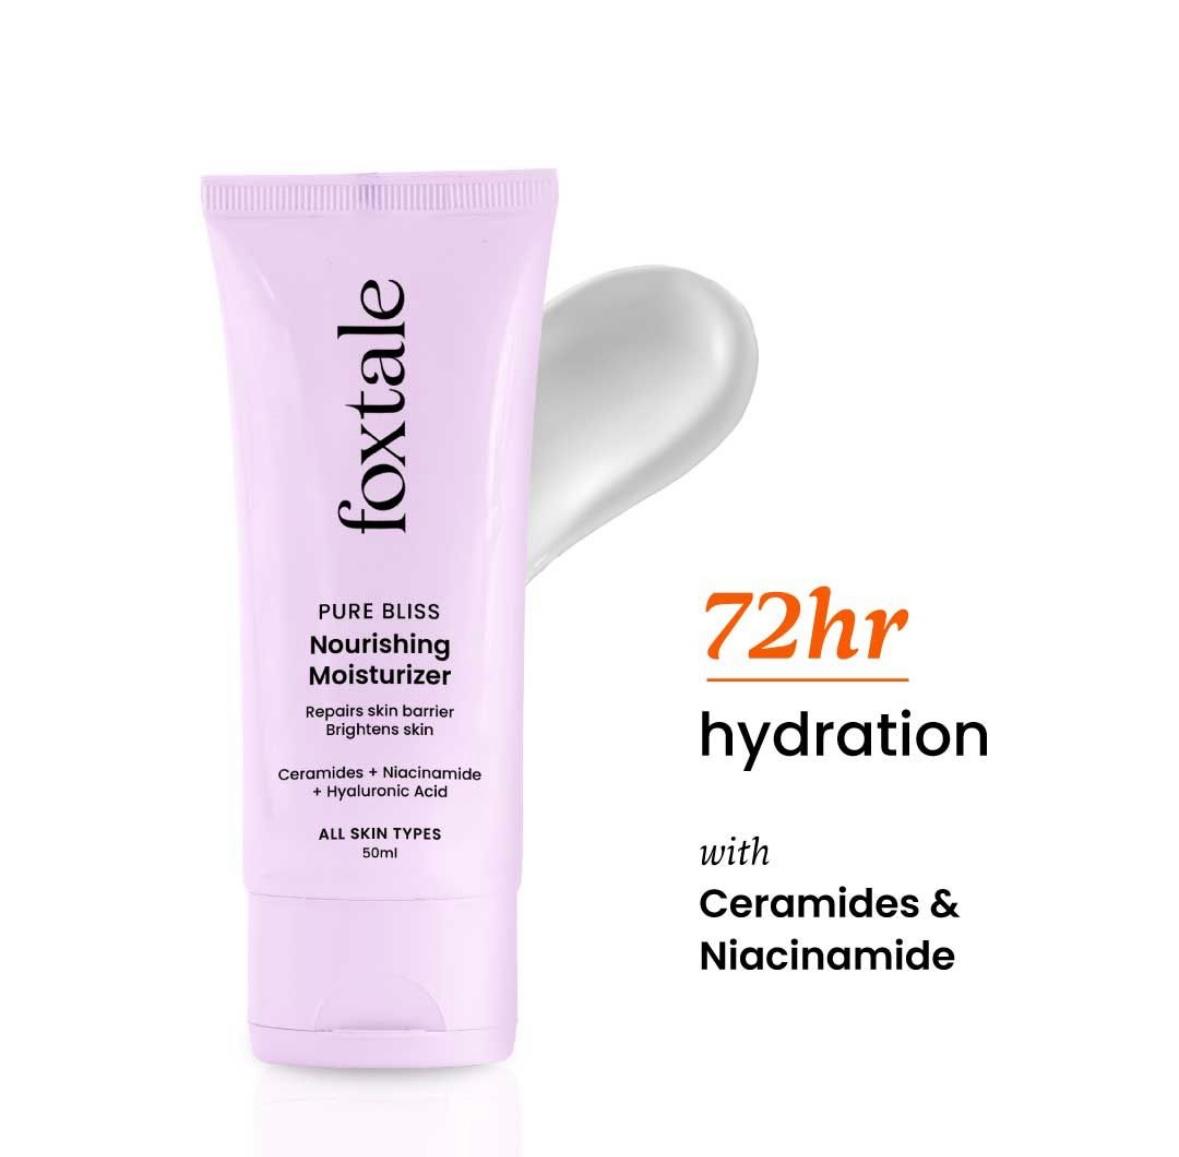 foxtale
PURE BLISS
Nourishing
Moisturizer
Repairs skin barrier
Brightens skin
Ceramides + Niacinamide
+ Hyaluronic Acid
ALL SKIN TYPES
50ml
72hr
hydration
with
Ceramides &
Niacinamide